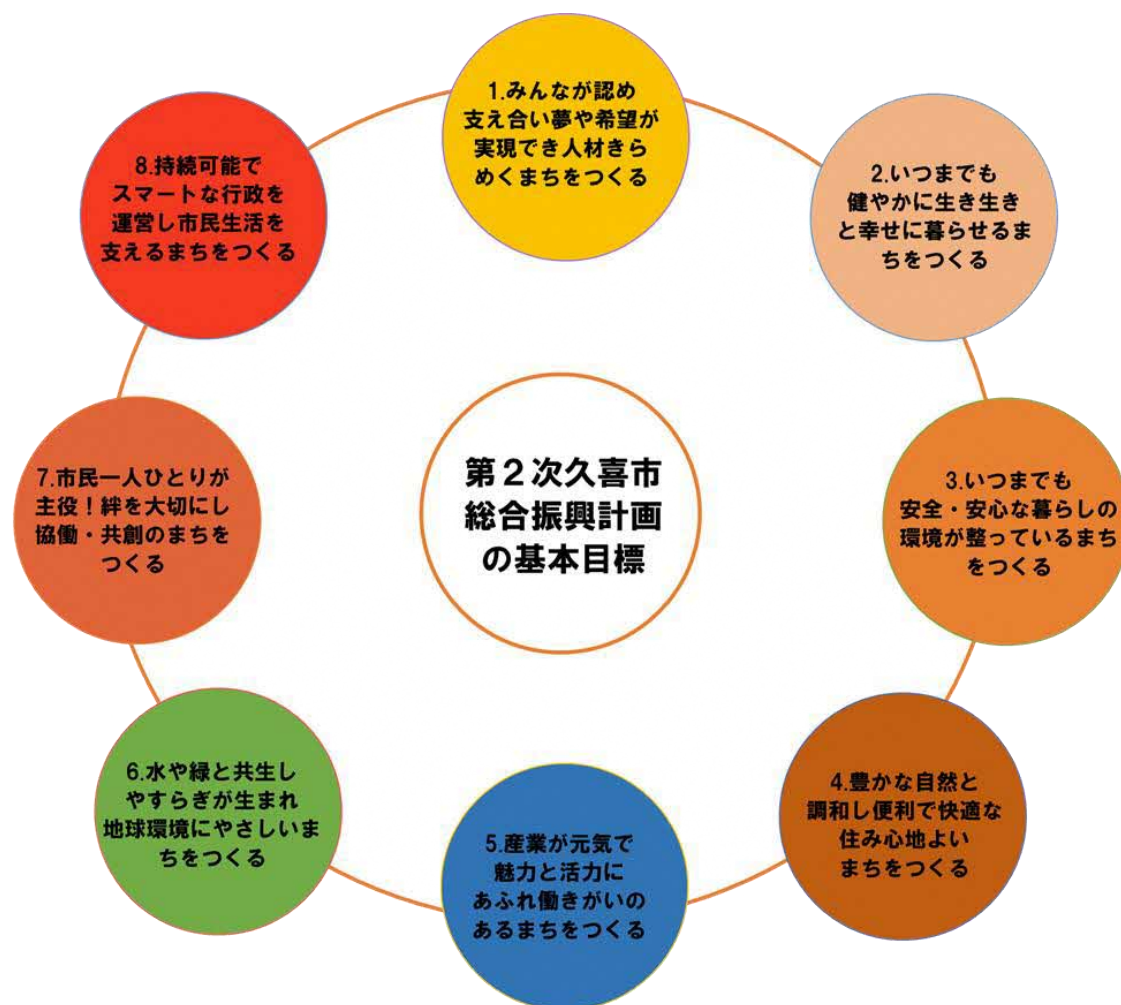 1.みんなが認め
支え合い夢や希望が
実現でき人材きら
めくまちをつくる
2.いつまでも
健やかに生き生き
と幸せに暮らせるま
ちをつくる
3.いつまでも
安全・安心な暮らしの
環境が整っているまち
をつくる
4.豊かな自然と
調和し便利で快適な
住み心地よい
まちをつくる
5.産業が元気で
魅力と活力に
あふれ働きがいの
あるまちをつくる
6.水や緑と共生し
やすらぎが生まれ
地球環境にやさしいま
ちをつくる
7.市民一人ひとりが
主役！絆を大切にし
協働・共創のまちを
つくる
8.持続可能で
スマートな行政を
運営し市民生活を
支えるまちをつくる
第２次久喜市
総合振興計画
の基本目標